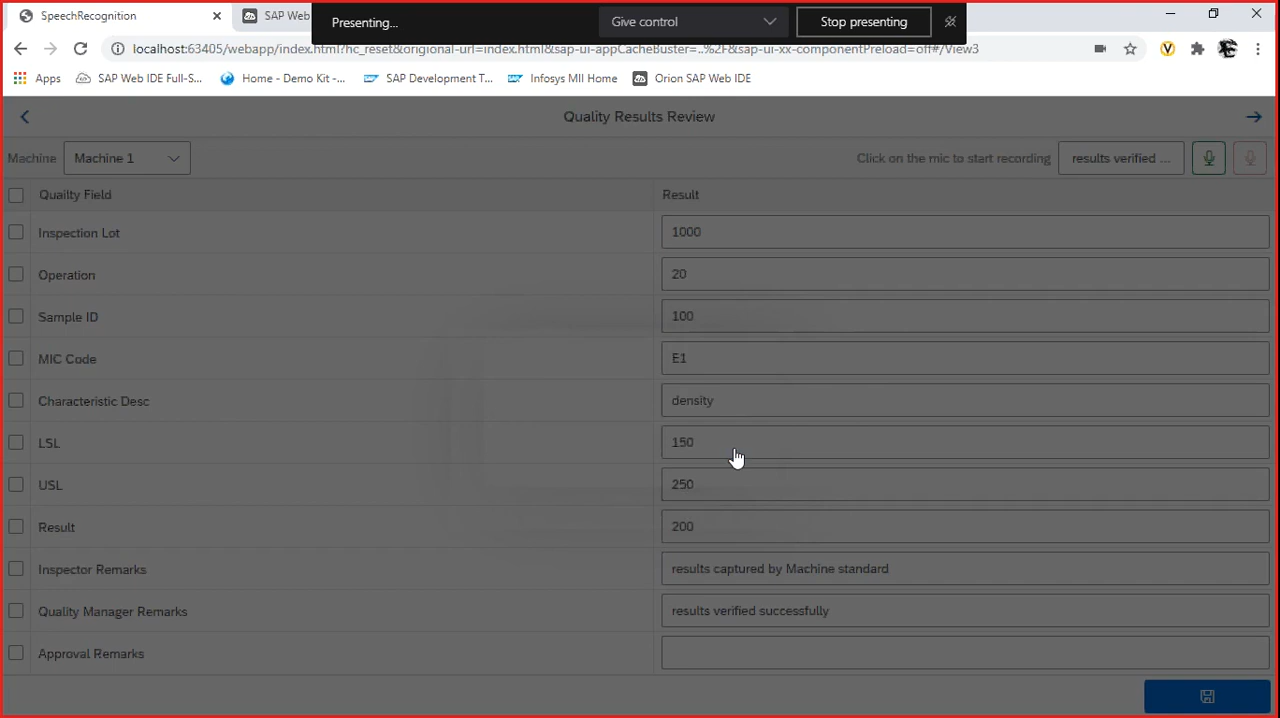 SpeechRecognition
SAP Web
Presenting...
Give control
Stop presenting
localhost:63405/webapp/index.html?hc_reset&origional-url=index.html&sap-ui-appCacheBuster=..%2F&sap-ui-xx-componentPreload=off#/View3
V
Apps
SAP Web IDE Full-S...
Home - Demo Kit -...
SAP Development T...
Infosys MII Home
Orion SAP Web IDE
Quality Results Review
Machine
Machine 1
Click on the mic to start recording
results verified ...
Quailty Field
Result
Inspection Lot
1000
Operation
20
Sample ID
100
MIC Code
E1
Characteristic Desc
density
LSL
150
USL
250
Result
200
Inspector Remarks
results captured by Machine standard
Quality Manager Remarks
results verified successfully
Approval Remarks